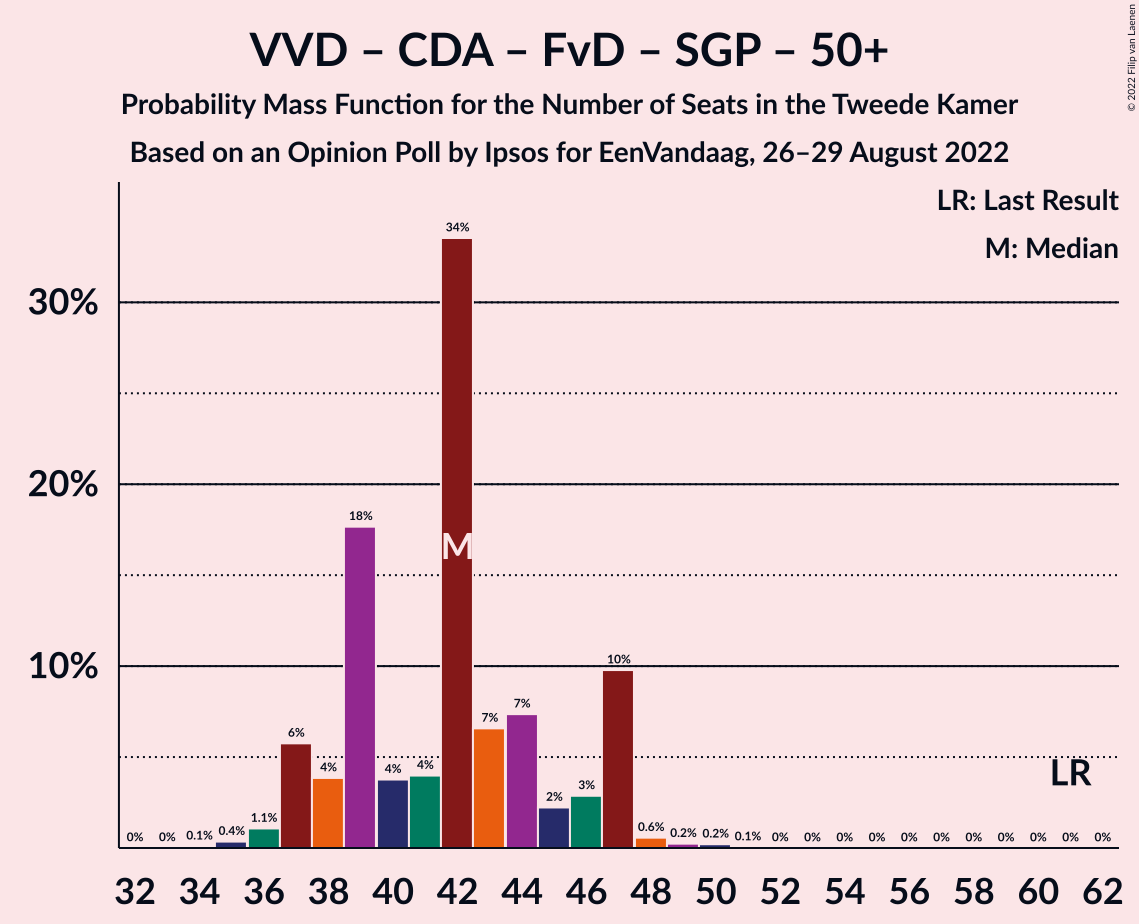 VVD – CDA – FvD – SGP – 50+
Probability Mass Function for the Number of Seats in the Tweede Kamer
Based on an Opinion Poll by Ipsos for EenVandaag, 26–29 August 2022
© 2022 Filip van Laenen
LR: Last Result
M: Median
34%
30%
18%
M
20%
10%
10%
7%
7%
6%
4%
4%
4%
3%
2%
LR
1.1%
0.6%
0.4%
0% 0% 0.1% 0.2% 0.2% 0.1% 0% 0% 0% 0% 0% 0% 0% 0% 0% 0% 0%
32 34 36 38 40 42 44 46 48 50 52 54 56 58 60 62